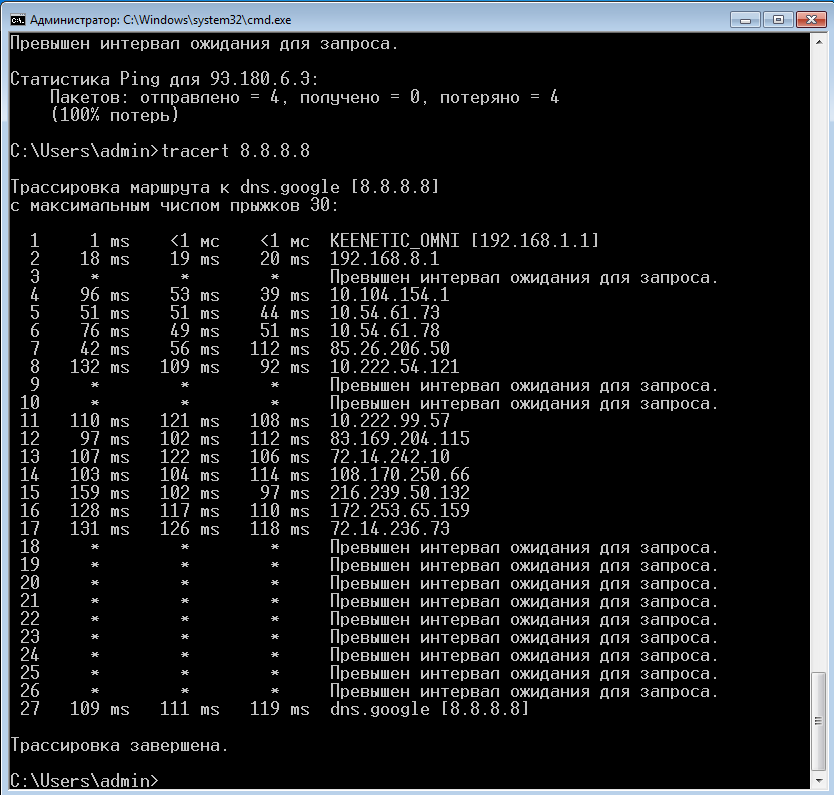 Администратор: C:\Windows\system32\cmd.exe
Превышен интервал ожидания для запроса.
Статистика Ping для 93.180.6.3:
    Пакетов: отправлено = 4, получено = 0, потеряно = 4
    (100% потерь)
C:\Users\admin>tracert 8.8.8.8
Трассировка маршрута к dns.google [8.8.8.8]
с максимальным числом прыжков 30:
  1     1 ms    <1 мс    <1 мс  KEENETIC_OMNI [192.168.1.1]
  2    18 ms    19 ms    20 ms  192.168.8.1
  3     *        *        *     Превышен интервал ожидания для запроса.
  4    96 ms    53 ms    39 ms  10.104.154.1
  5    51 ms    51 ms    44 ms  10.54.61.73
  6    76 ms    49 ms    51 ms  10.54.61.78
  7    42 ms    56 ms   112 ms  85.26.206.50
  8   132 ms   109 ms    92 ms  10.222.54.121
  9     *        *        *     Превышен интервал ожидания для запроса.
 10     *        *        *     Превышен интервал ожидания для запроса.
 11   110 ms   121 ms   108 ms  10.222.99.57
 12    97 ms   102 ms   112 ms  83.169.204.115
 13   107 ms   122 ms   106 ms  72.14.242.10
 14   103 ms   104 ms   114 ms  108.170.250.66
 15   159 ms   102 ms    97 ms  216.239.50.132
 16   128 ms   117 ms   110 ms  172.253.65.159
 17   131 ms   126 ms   118 ms  72.14.236.73
 18     *        *        *     Превышен интервал ожидания для запроса.
 19     *        *        *     Превышен интервал ожидания для запроса.
 20     *        *        *     Превышен интервал ожидания для запроса.
 21     *        *        *     Превышен интервал ожидания для запроса.
 22     *        *        *     Превышен интервал ожидания для запроса.
 23     *        *        *     Превышен интервал ожидания для запроса.
 24     *        *        *     Превышен интервал ожидания для запроса.
 25     *        *        *     Превышен интервал ожидания для запроса.
 26     *        *        *     Превышен интервал ожидания для запроса.
 27   109 ms   111 ms   119 ms  dns.google [8.8.8.8]
Трассировка завершена.
C:\Users\admin>